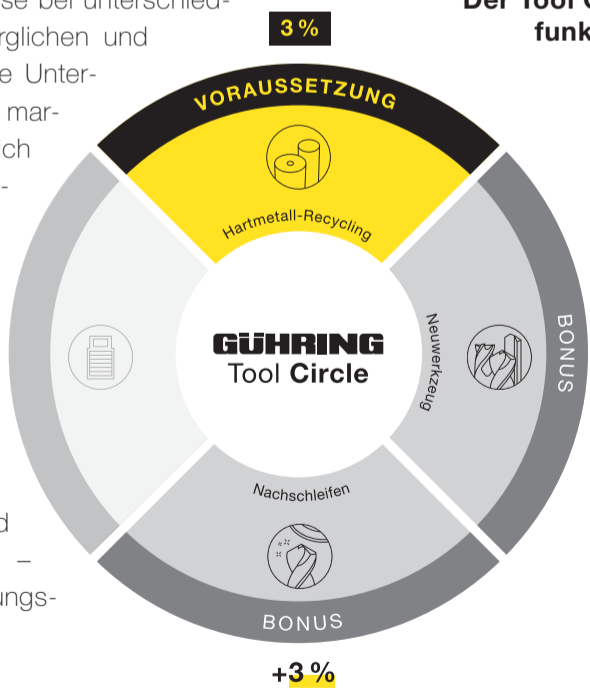 se bei unterschied-
rglichen und
e Unter-
mar-
ich
-
Der Tool
funk
3 %
VORAUSSETZUNG
Hartmetall-Recycling
GÜHRING
Tool Circle
Neuwerkzeug
BONUS
Nachschleifen
BONUS
+3 %
d
–
ungs-